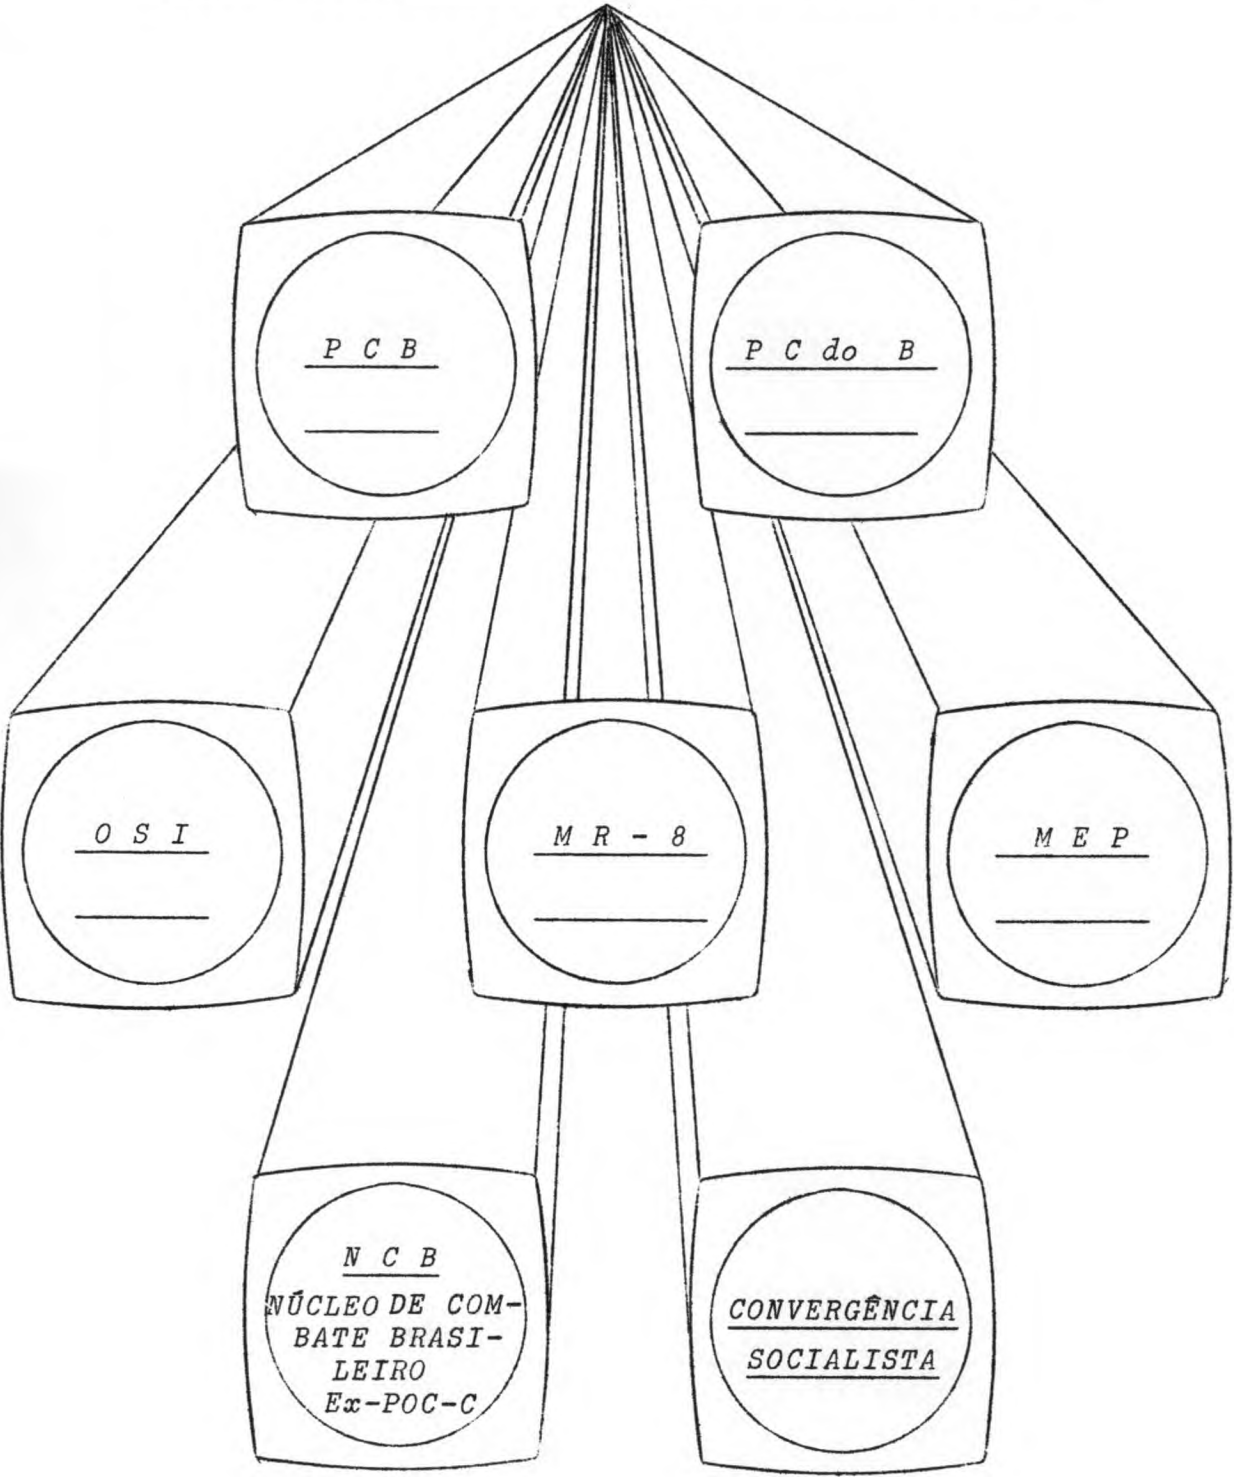 P C B
P C do B
O S I
M R - 8
M E P
N C B
NÚCLEO DE COM-
BATE BRASI-
LEIRO
Ex-POC-C
CONVERGÊNCIA
SOCIALISTA